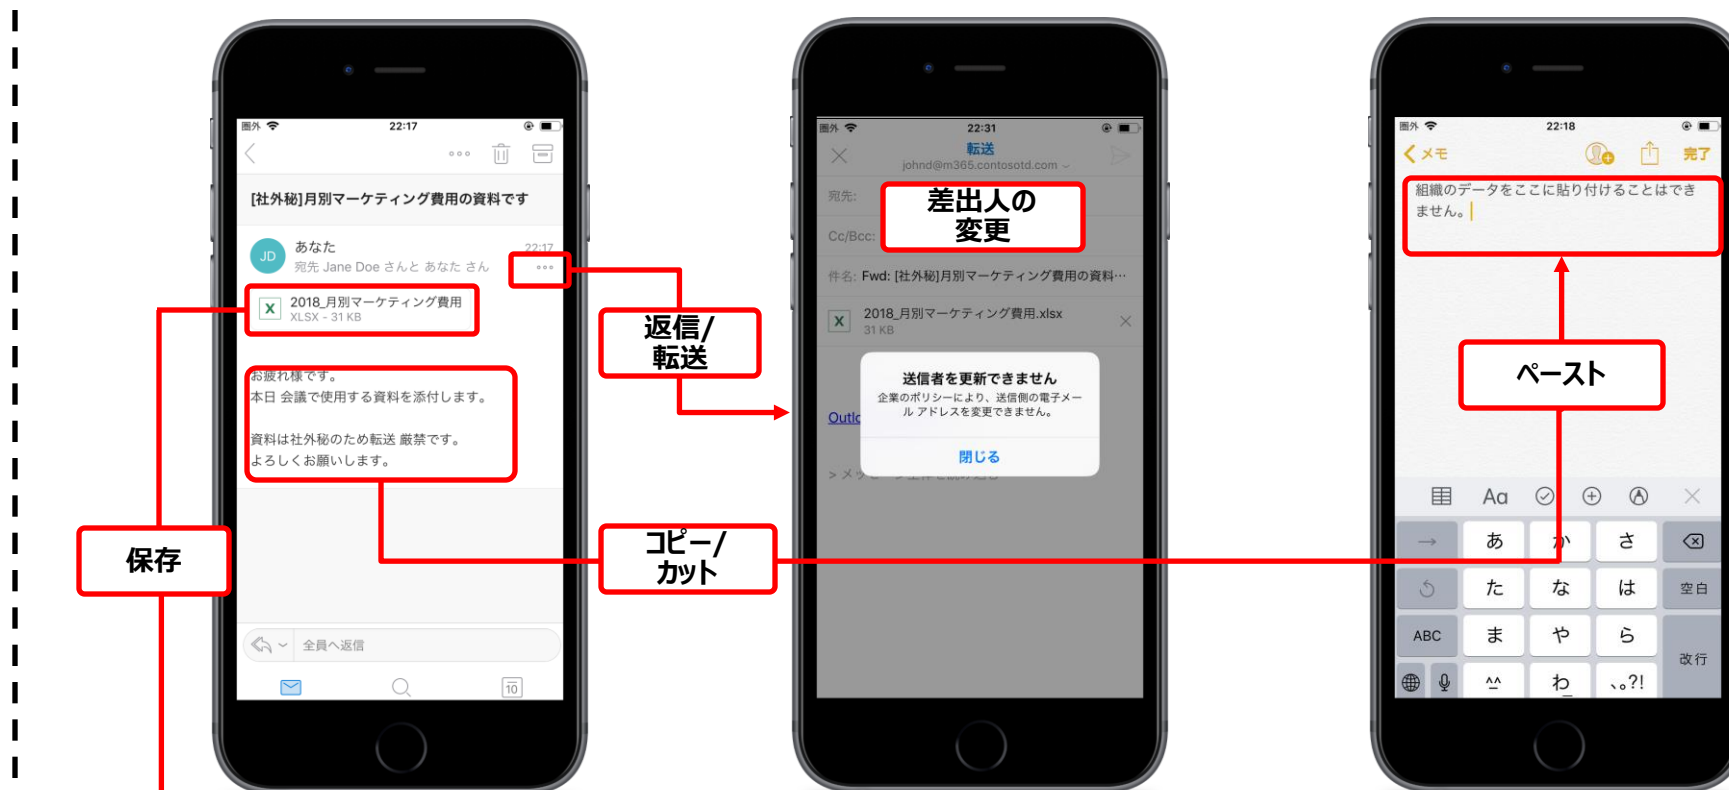 圏外
22:17
[社外秘]月別マーケティング費用の資料です
JD
あなた
22:17
宛先 Jane Doe さんと あなた さん
X
2018_月別マーケティング費用
XLSX - 31 KB
お疲れ様です。
本日 会議で使用する資料を添付します。
資料は社外秘のため転送 厳禁です。
よろしくお願いします。
全員へ返信
10
保存
返信/
転送
コピー/
カット
圏外
22:31
転送
johnd@m365.contosotd.com
宛先:
差出人の
変更
Cc/Bcc:
件名: Fwd: [社外秘]月別マーケティング費用の資料…
X
2018_月別マーケティング費用.xlsx
31 KB
送信者を更新できません
企業のポリシーにより、送信側の電子メー
ル アドレスを変更できません。
閉じる
圏外
22:18
メモ
完了
組織のデータをここに貼り付けることはでき
ません。
ペースト
Aa
→
あ
か
さ
た
な
は
空白
ABC
ま
や
ら
改行
^^
わ
、。?!